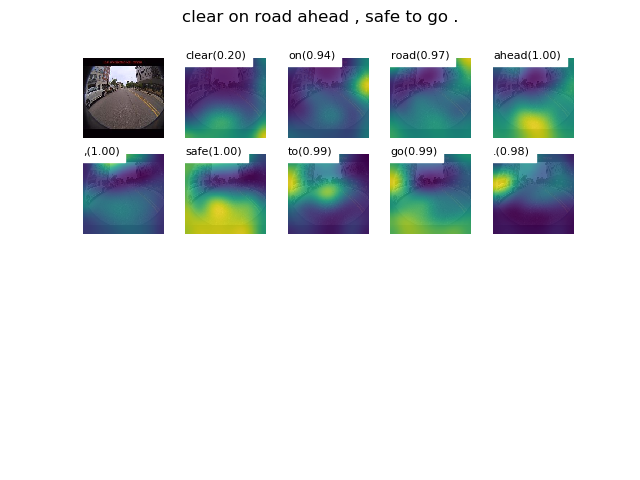 clear on road ahead , safe to go .
clear(0.20) on(0.94) road(0.97) ahead(1.00)
,(1.00) safe(1.00) to(0.99) go(0.99) .(0.98)